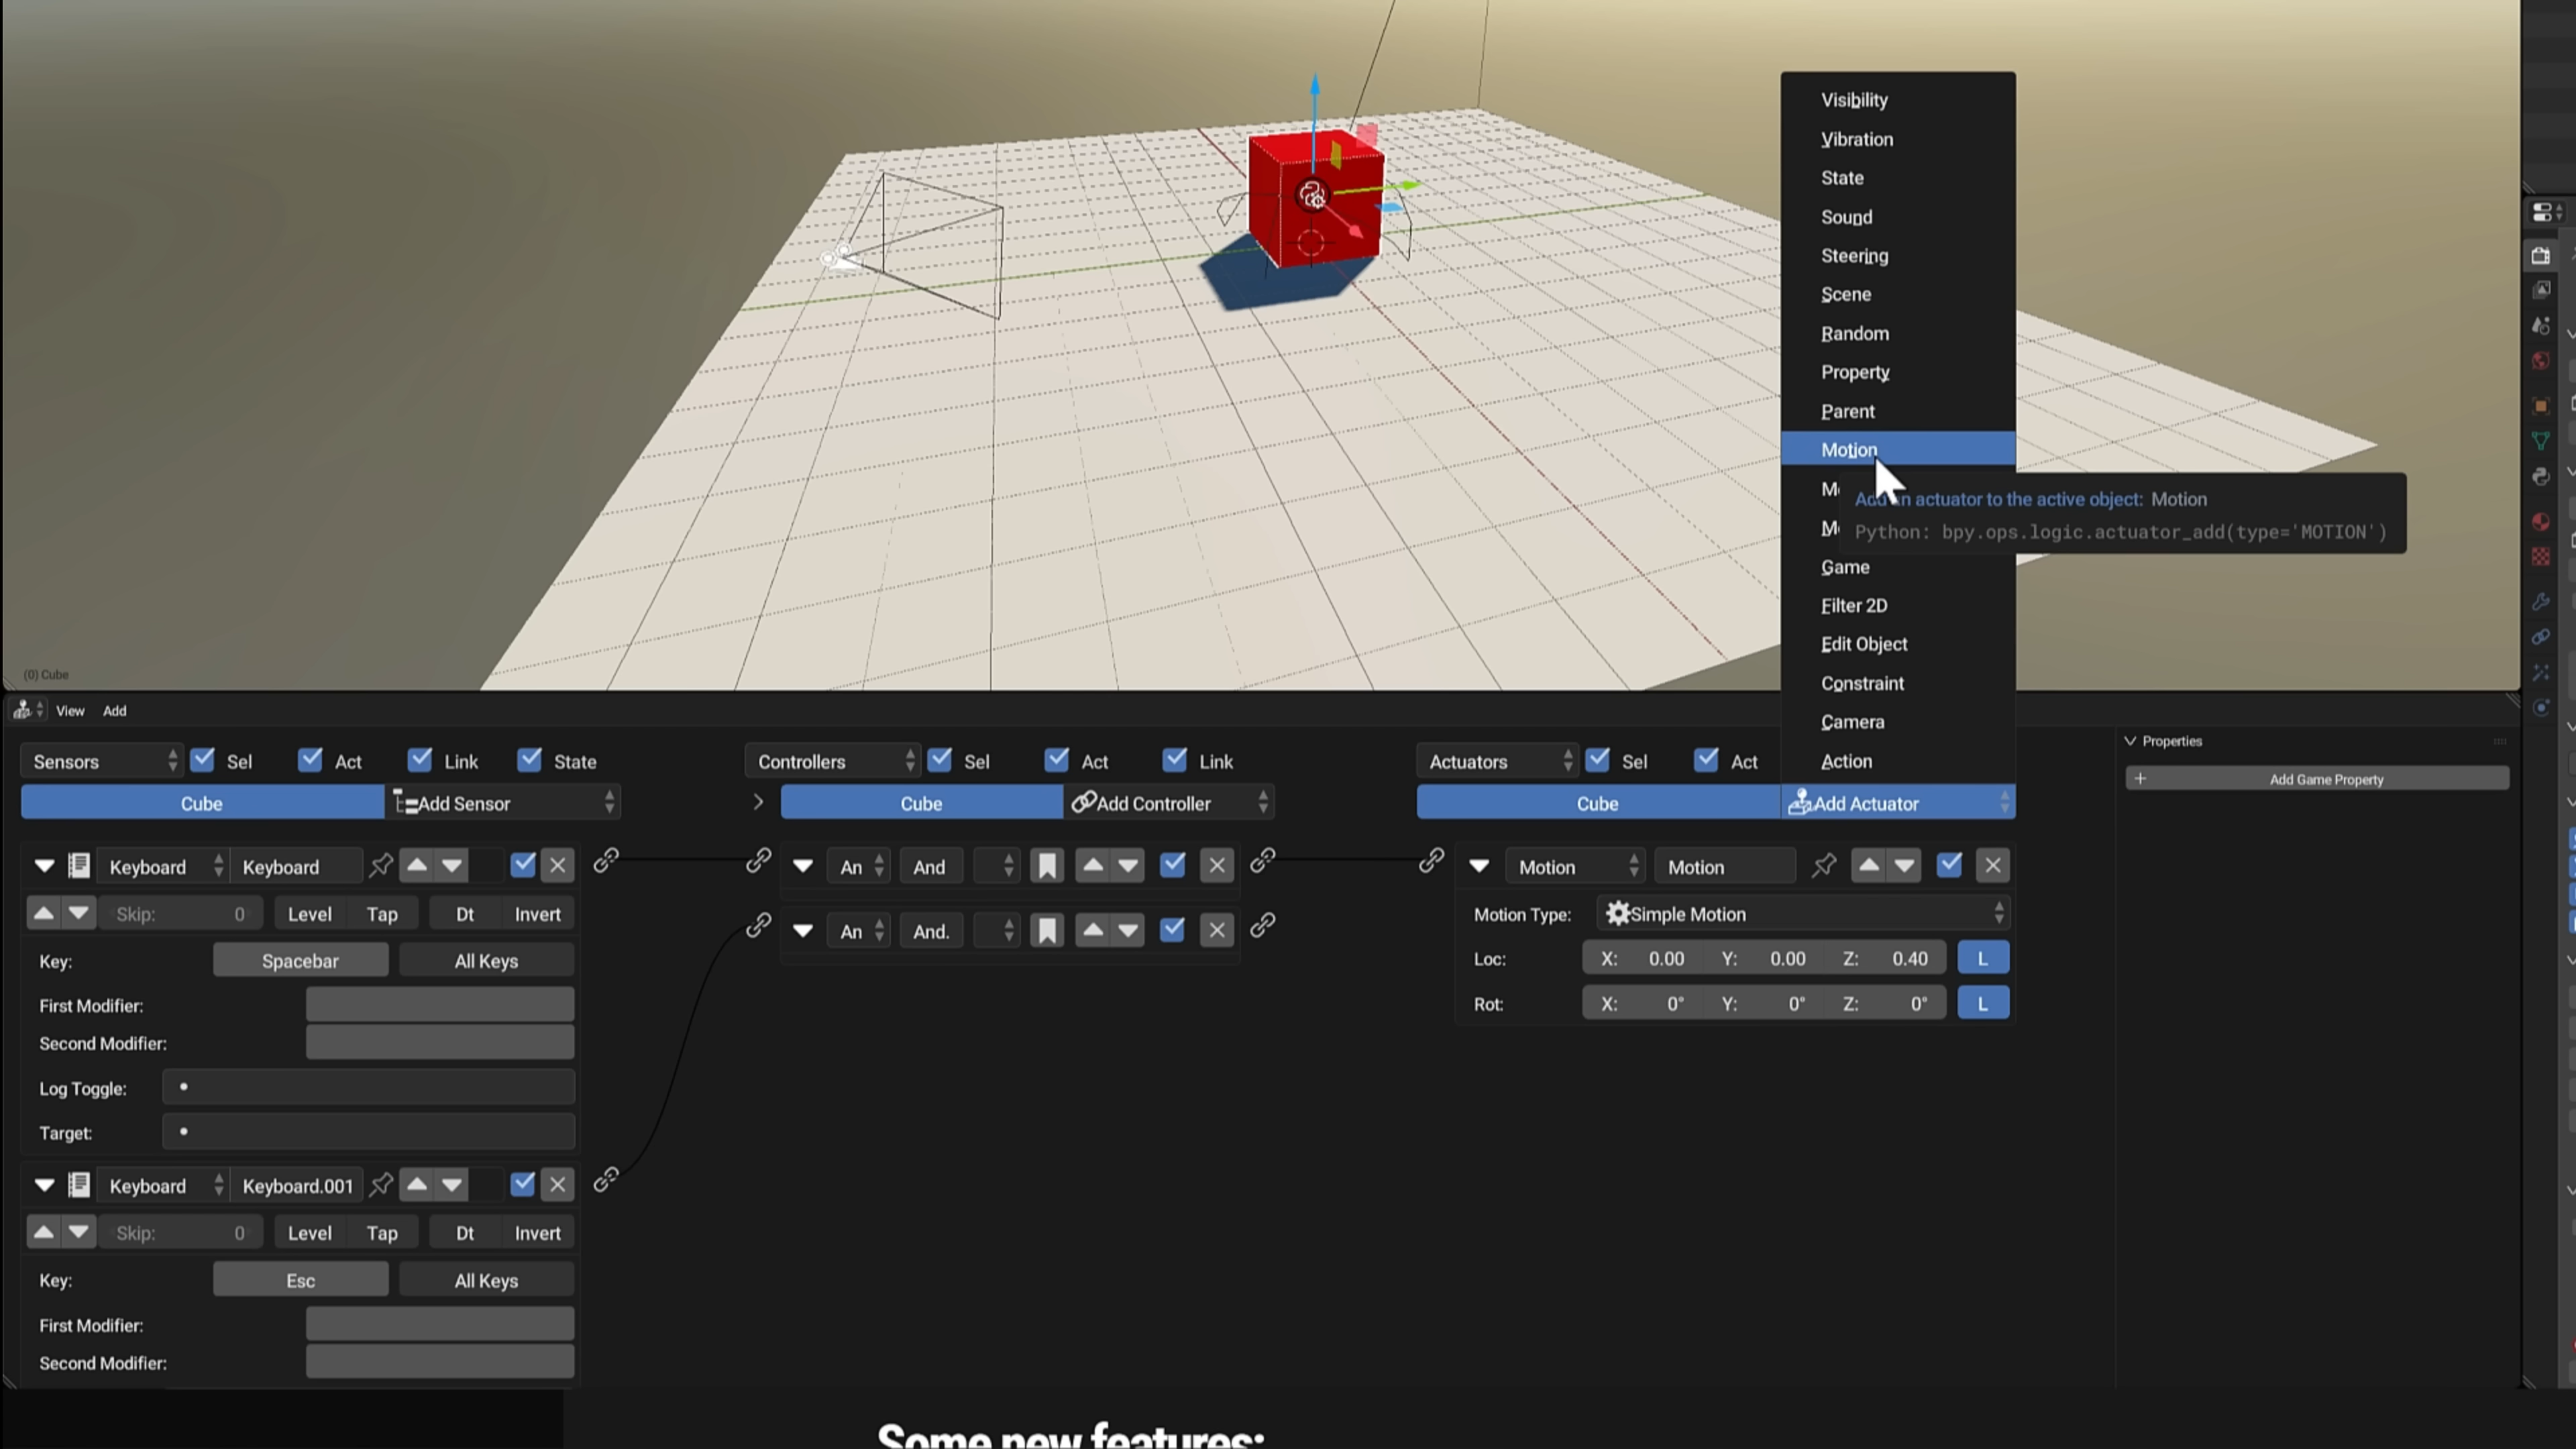 Visibility
Vibration
State
Sound
Steering
Scene
Random
Property
Parent
Motion
Add an actuator to the active object: Motion
Python: bpy.ops.logic.actuator_add(type='MOTION')
Game
Filter 2D
Edit Object
Constraint
Camera
Action
(0) Cube
View Add
Sensors Sel Act Link State
Controllers Sel Act Link
Actuators Sel Act
Properties
Cube Add Sensor
Cube Add Controller
Cube Add Actuator
Add Game Property
Keyboard Keyboard
An And
Motion Motion
Skip: 0 Level Tap Dt Invert
An And.
Motion Type: Simple Motion
Key: Spacebar All Keys
Loc: X: 0.00 Y: 0.00 Z: 0.40 L
First Modifier:
Rot: X: 0° Y: 0° Z: 0° L
Second Modifier:
Log Toggle:
Target:
Keyboard Keyboard.001
Skip: 0 Level Tap Dt Invert
Key: Esc All Keys
First Modifier:
Second Modifier:
Some new features: